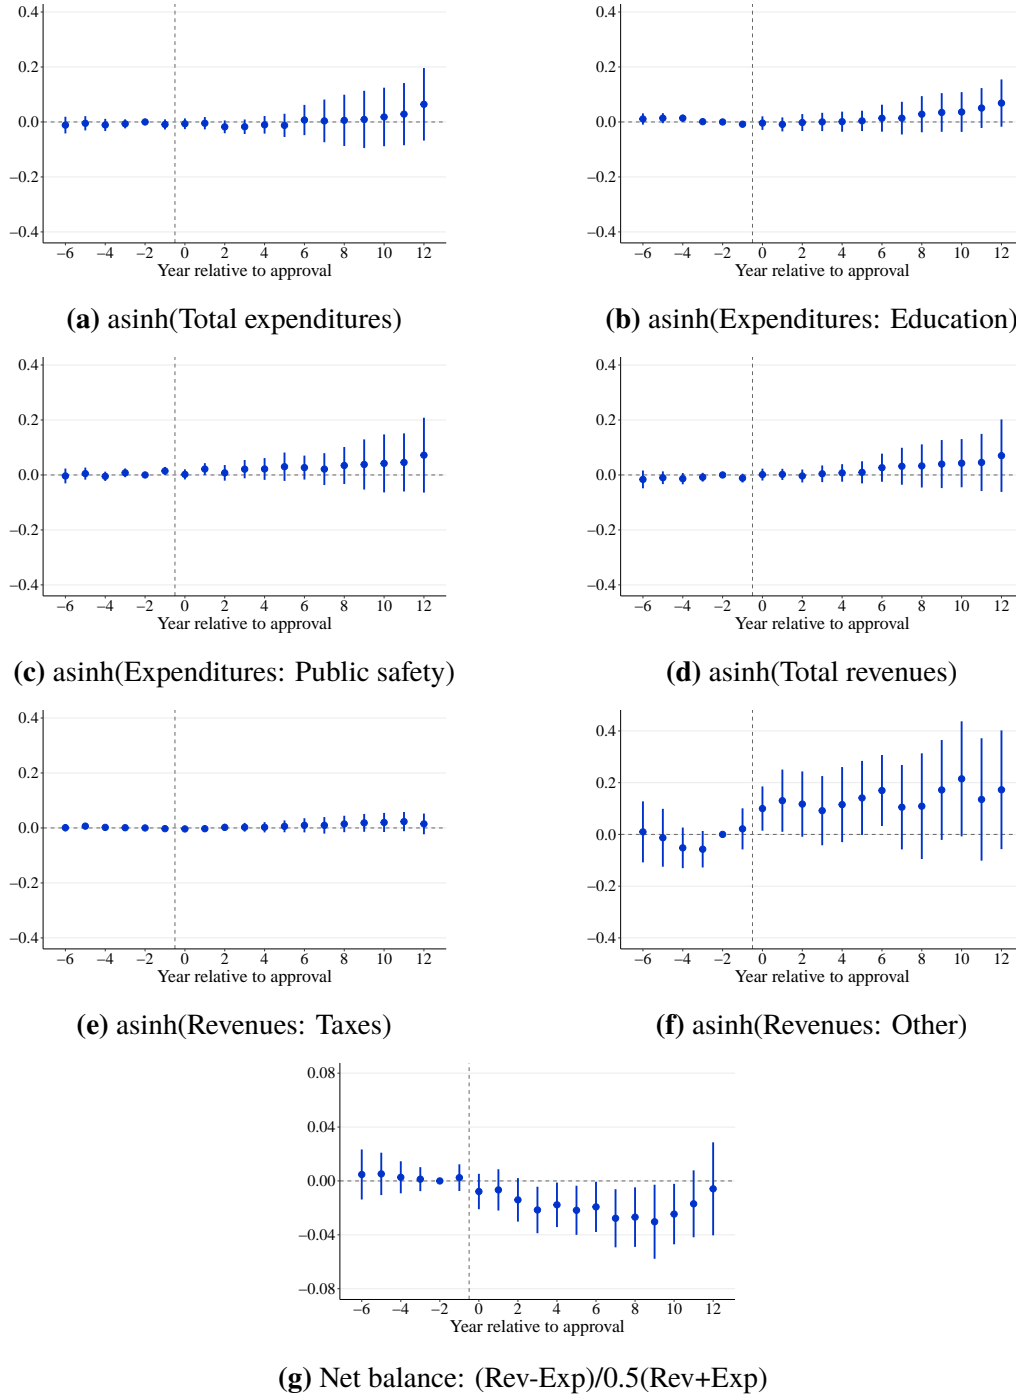 0.4
0.2
0.0
−0.2
−0.4
−6 −4 −2 0 2 4 6 8 10 12
Year relative to approval
(a) asinh(Total expenditures)
0.4
0.2
0.0
−0.2
−0.4
−6 −4 −2 0 2 4 6 8 10 12
Year relative to approval
(b) asinh(Expenditures: Education)
0.4
0.2
0.0
−0.2
−0.4
−6 −4 −2 0 2 4 6 8 10 12
Year relative to approval
(c) asinh(Expenditures: Public safety)
0.4
0.2
0.0
−0.2
−0.4
−6 −4 −2 0 2 4 6 8 10 12
Year relative to approval
(d) asinh(Total revenues)
0.4
0.2
0.0
−0.2
−0.4
−6 −4 −2 0 2 4 6 8 10 12
Year relative to approval
(e) asinh(Revenues: Taxes)
0.4
0.2
0.0
−0.2
−0.4
−6 −4 −2 0 2 4 6 8 10 12
Year relative to approval
(f) asinh(Revenues: Other)
0.08
0.04
0.00
−0.04
−0.08
−6 −4 −2 0 2 4 6 8 10 12
Year relative to approval
(g) Net balance: (Rev-Exp)/0.5(Rev+Exp)